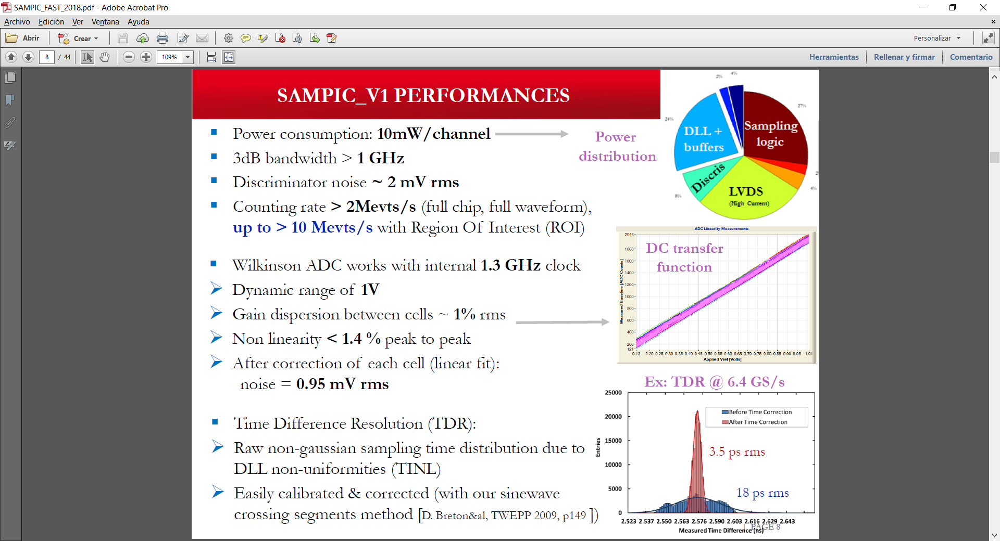 SAMPIC_FAST_2018.pdf - Adobe Acrobat Pro
Archivo Edición Ver Ventana Ayuda
Abrir Crear Personalizar
8 / 44 109% Herramientas Rellenar y firmar Comentario
SAMPIC_V1 PERFORMANCES
Power consumption: 10mW/channel
3dB bandwidth > 1 GHz
Discriminator noise ~ 2 mV rms
Counting rate > 2Mevts/s (full chip, full waveform),
up to > 10 Mevts/s with Region Of Interest (ROI)
Wilkinson ADC works with internal 1.3 GHz clock
Dynamic range of 1V
Gain dispersion between cells ~ 1% rms
Non linearity < 1.4 % peak to peak
After correction of each cell (linear fit):
noise = 0.95 mV rms
Time Difference Resolution (TDR):
Raw non-gaussian sampling time distribution due to
DLL non-uniformities (TINL)
Easily calibrated & corrected (with our sinewave
crossing segments method [D. Breton&al, TWEPP 2009, p149 ])
Power
distribution
2% 4%
27%
24%
DLL +
buffers
Sampling
logic
Discris
LVDS
(High Current)
4%
8%
ADC Linearity Measurements
DC transfer
function
Measured Baseline [ADC Counts]
2046
1800
1600
1400
1200
1000
800
600
400
200
121
0.13 0.20 0.25 0.30 0.35 0.40 0.45 0.50 0.55 0.60 0.65 0.70 0.75 0.80 0.85 0.90 0.95 1.01
Applied Vref [Volts]
Ex: TDR @ 6.4 GS/s
Entries
25000
20000
15000
10000
5000
0
Before Time Correction
After Time Correction
3.5 ps rms
18 ps rms
2.523 2.537 2.550 2.563 2.576 2.590 2.603 2.616 2.629 2.643
Measured Time Difference (ns)
PAGE 8